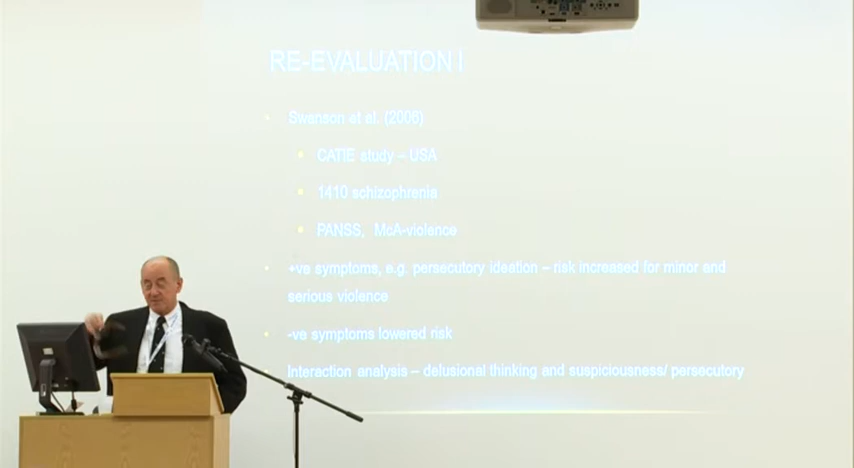 RE-EVALUATION I
Swanson et al. (2006)
CATIE study – USA
1410 schizophrenia
PANSS, McA-violence
+ve symptoms, e.g. persecutory ideation – risk increased for minor and
serious violence
-ve symptoms lowered risk
Interaction analysis – delusional thinking and suspiciousness/ persecutory